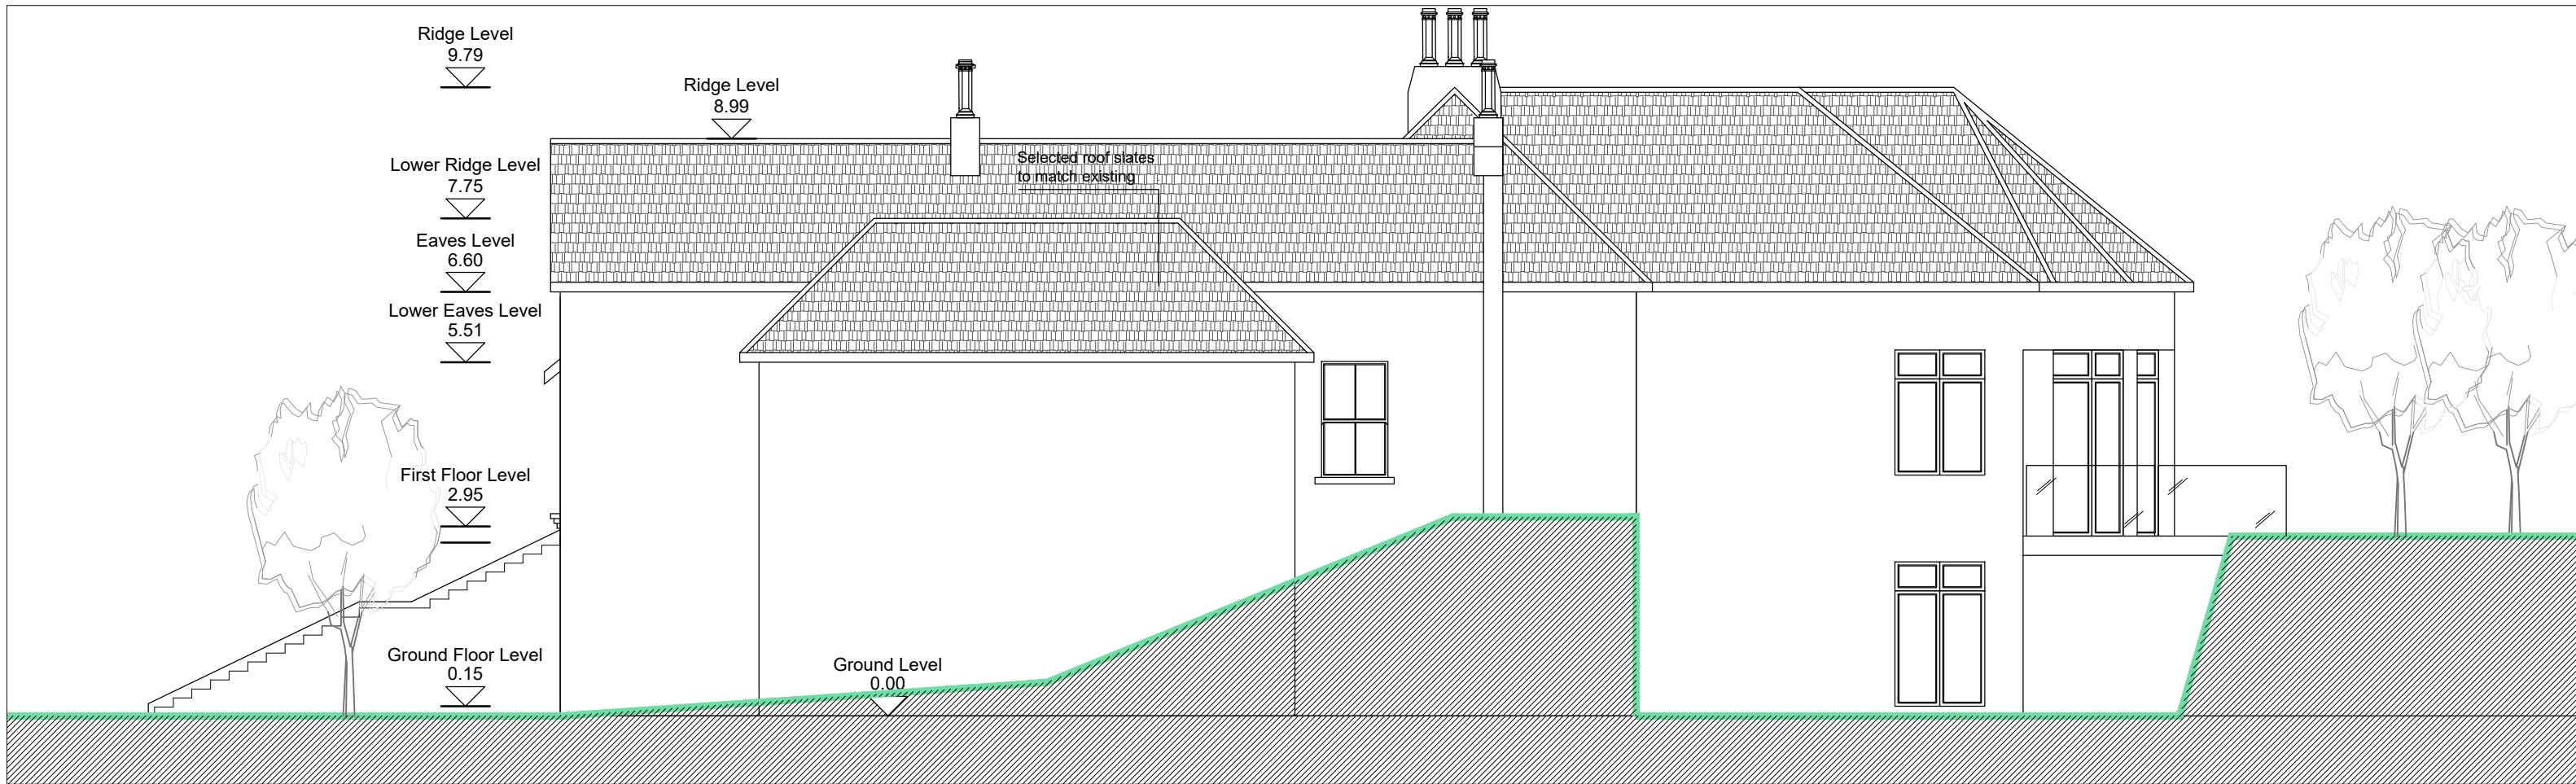 Ridge Level
9.79
Ridge Level
8.99
Lower Ridge Level
7.75
Selected roof slates
to match existing
Eaves Level
6.60
Lower Eaves Level
5.51
First Floor Level
2.95
Ground Floor Level
0.15
Ground Level
0.00